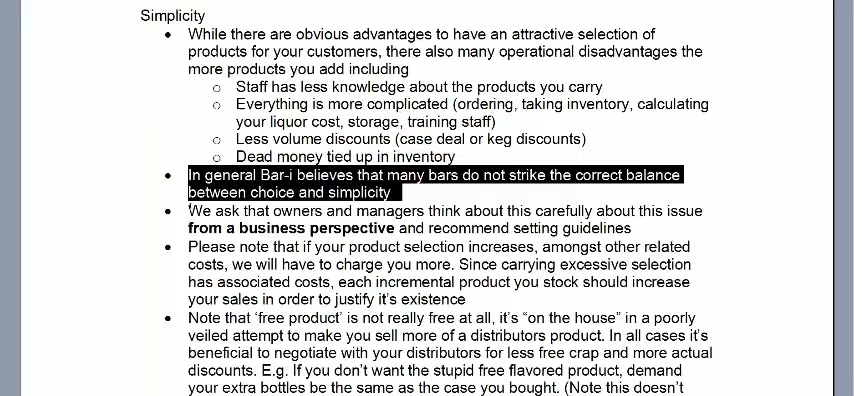 Simplicity
• While there are obvious advantages to have an attractive selection of
products for your customers, there also many operational disadvantages the
more products you add including
○ Staff has less knowledge about the products you carry
○ Everything is more complicated (ordering, taking inventory, calculating
your liquor cost, storage, training staff)
○ Less volume discounts (case deal or keg discounts)
○ Dead money tied up in inventory
• In general Bar-i believes that many bars do not strike the correct balance
between choice and simplicity
• We ask that owners and managers think about this carefully about this issue
from a business perspective and recommend setting guidelines
• Please note that if your product selection increases, amongst other related
costs, we will have to charge you more. Since carrying excessive selection
has associated costs, each incremental product you stock should increase
your sales in order to justify it's existence
• Note that 'free product' is not really free at all, it's "on the house" in a poorly
veiled attempt to make you sell more of a distributors product. In all cases it's
beneficial to negotiate with your distributors for less free crap and more actual
discounts. E.g. If you don't want the stupid free flavored product, demand
your extra bottles be the same as the case you bought. (Note this doesn't